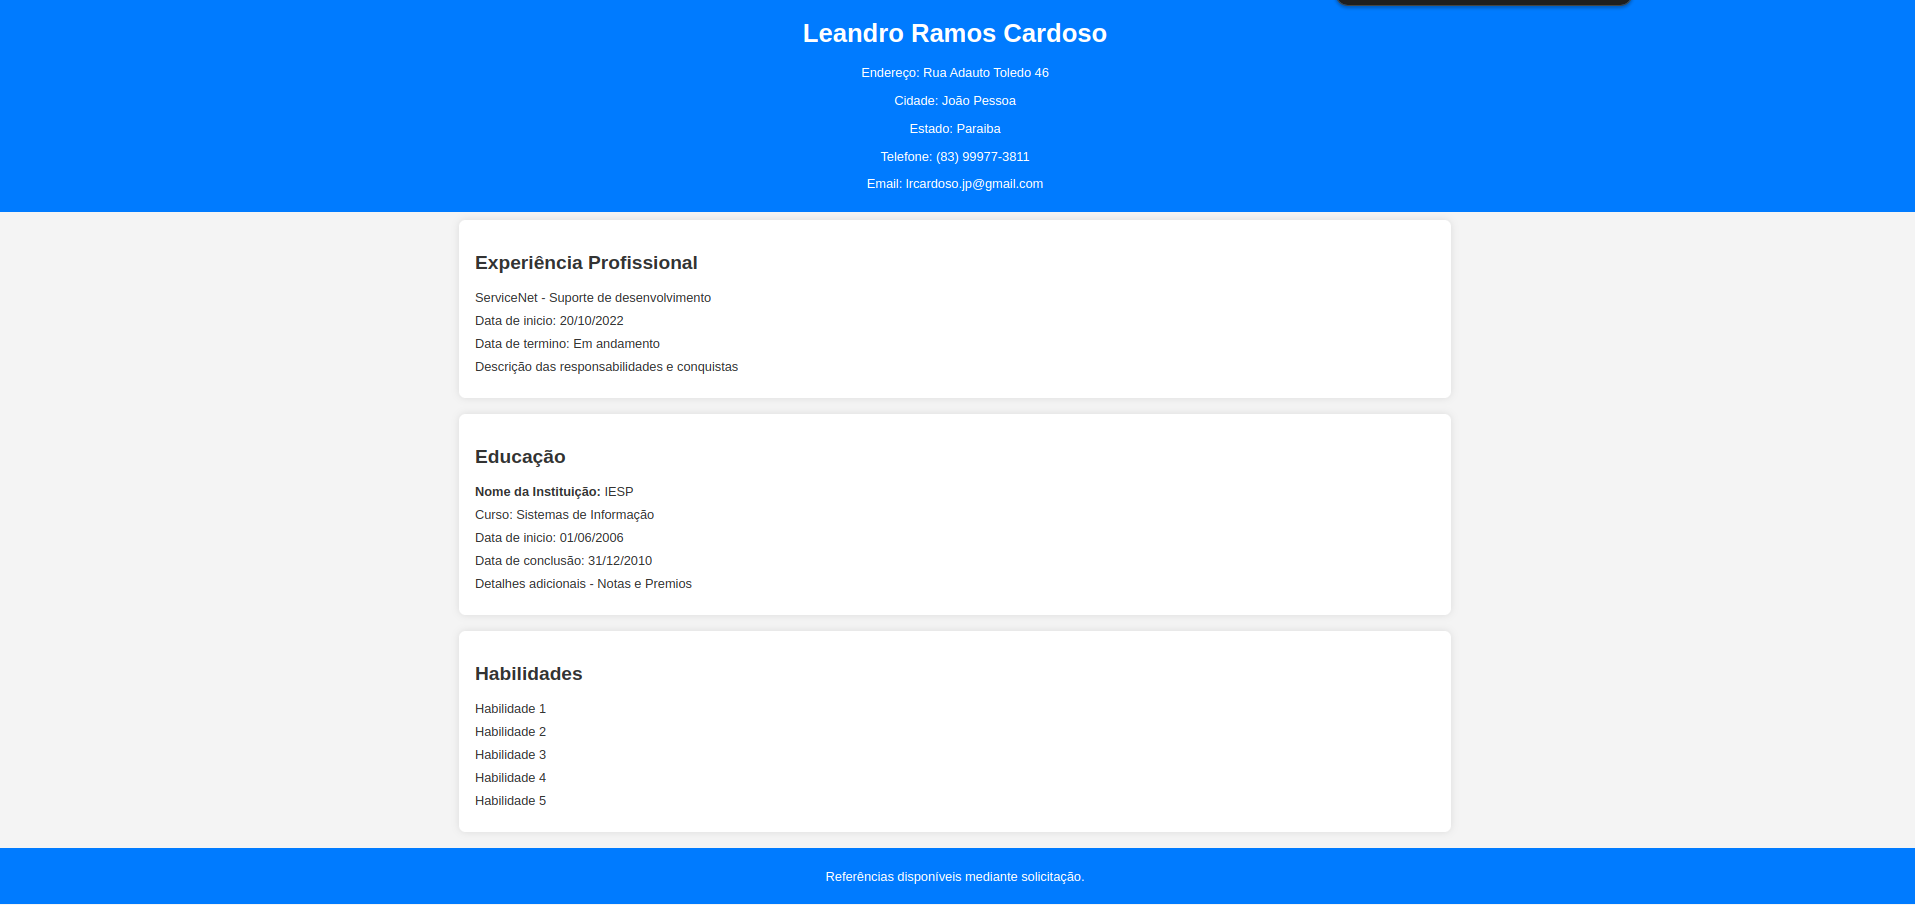 Leandro Ramos Cardoso
Endereço: Rua Adauto Toledo 46
Cidade: João Pessoa
Estado: Paraiba
Telefone: (83) 99977-3811
Email: lrcardoso.jp@gmail.com
Experiência Profissional
ServiceNet - Suporte de desenvolvimento
Data de inicio: 20/10/2022
Data de termino: Em andamento
Descrição das responsabilidades e conquistas
Educação
Nome da Instituição: IESP
Curso: Sistemas de Informação
Data de inicio: 01/06/2006
Data de conclusão: 31/12/2010
Detalhes adicionais - Notas e Premios
Habilidades
Habilidade 1
Habilidade 2
Habilidade 3
Habilidade 4
Habilidade 5
Referências disponíveis mediante solicitação.